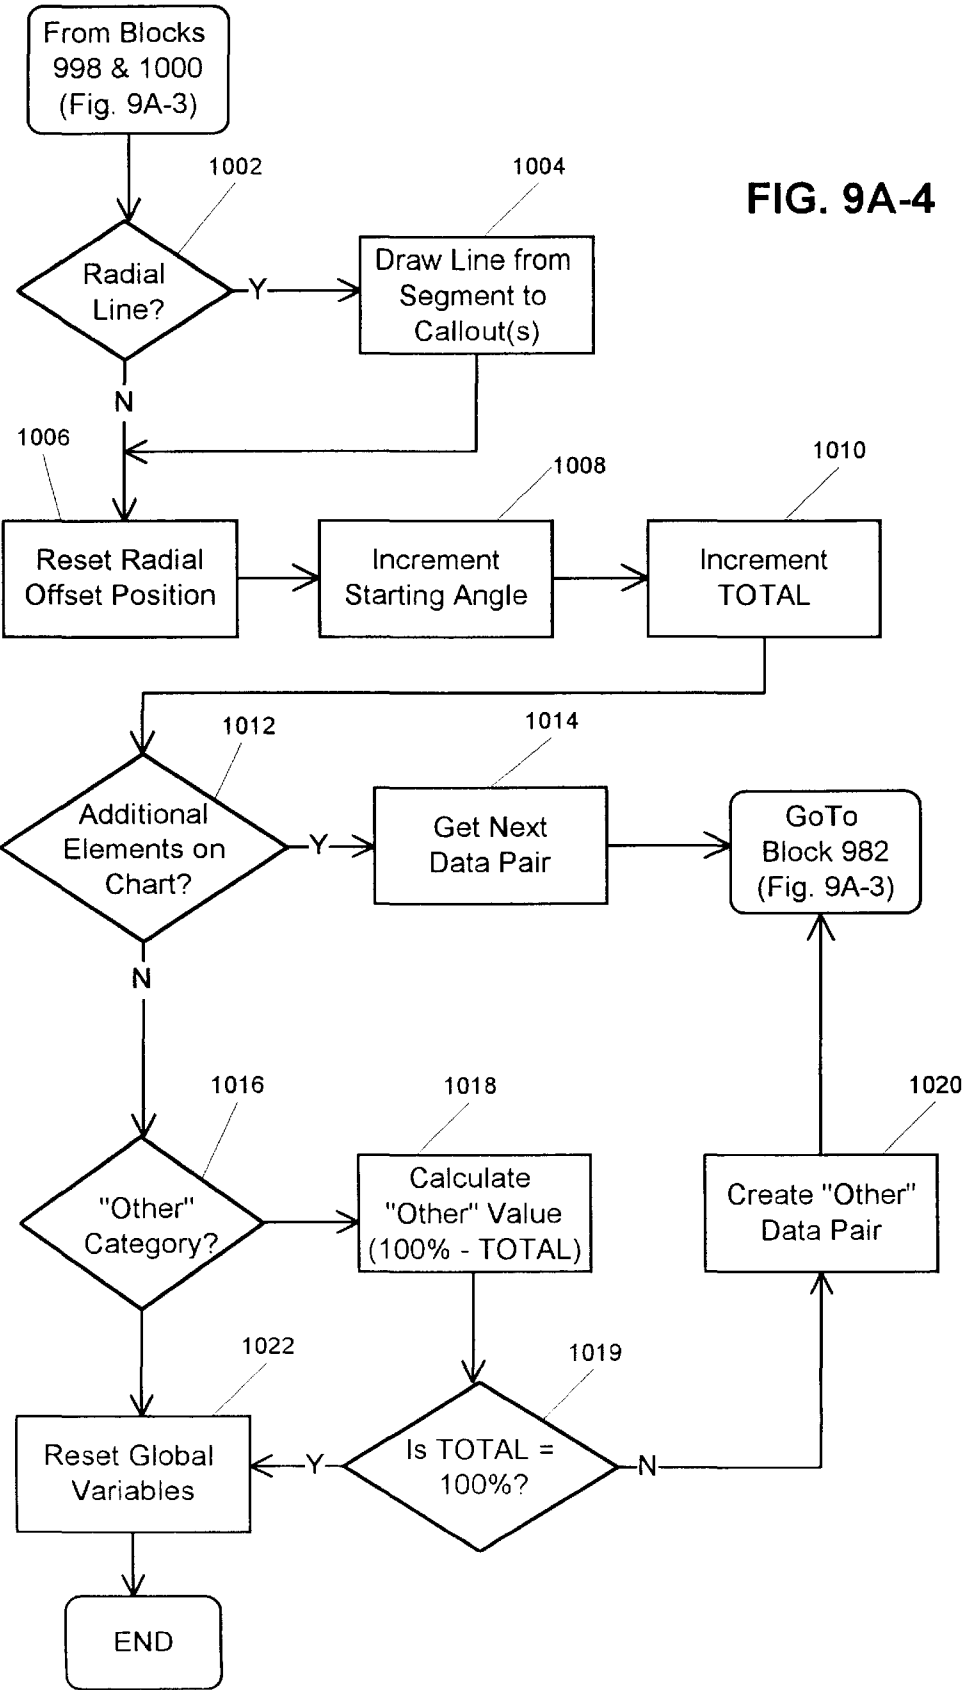 From Blocks
998 & 1000
(Fig. 9A-3)
FIG. 9A-4
1002
1004
Radial
Line?
Y
Draw Line from
Segment to
Callout(s)
N
1006
1008
1010
Reset Radial
Offset Position
Increment
Starting Angle
Increment
TOTAL
1012
1014
Additional
Elements on
Chart?
Y
Get Next
Data Pair
GoTo
Block 982
(Fig. 9A-3)
N
1016
1018
1020
"Other"
Category?
Calculate
"Other" Value
(100% - TOTAL)
Create "Other"
Data Pair
1022
1019
Reset Global
Variables
Y
Is TOTAL =
100%?
N
END